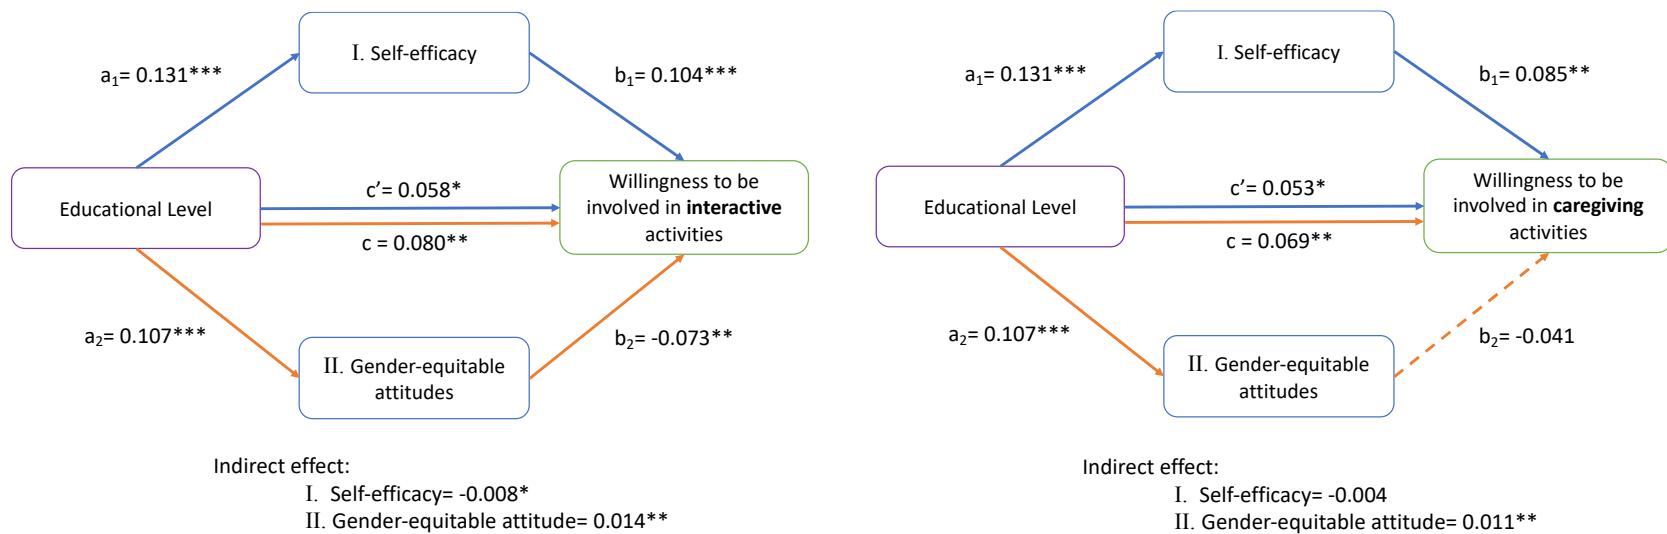 I. Self-efficacy
a₁= 0.131***
b₁= 0.104***
Educational Level
c’= 0.058*
c = 0.080**
Willingness to be
involved in interactive
activities
a₂= 0.107***
b₂= -0.073**
II. Gender-equitable
attitudes
Indirect effect:
I. Self-efficacy= -0.008*
II. Gender-equitable attitude= 0.014**
I. Self-efficacy
a₁= 0.131***
b₁= 0.085**
Educational Level
c’= 0.053*
c = 0.069**
Willingness to be
involved in caregiving
activities
a₂= 0.107***
b₂= -0.041
II. Gender-equitable
attitudes
Indirect effect:
I. Self-efficacy= -0.004
II. Gender-equitable attitude= 0.011**